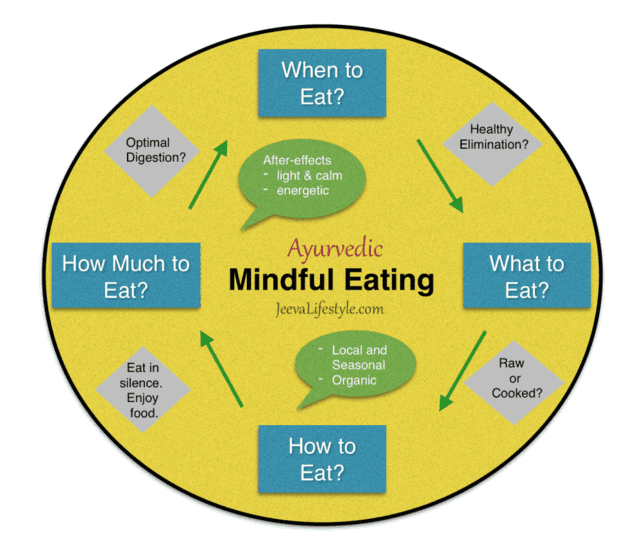 When to
Eat?
Optimal
Digestion?
Healthy
Elimination?
After-effects
- light & calm
- energetic
How Much to
Eat?
Ayurvedic
Mindful Eating
JeevaLifestyle.com
What to
Eat?
- Local and
Seasonal
- Organic
Eat in
silence.
Enjoy
food.
Raw
or
Cooked?
How to
Eat?